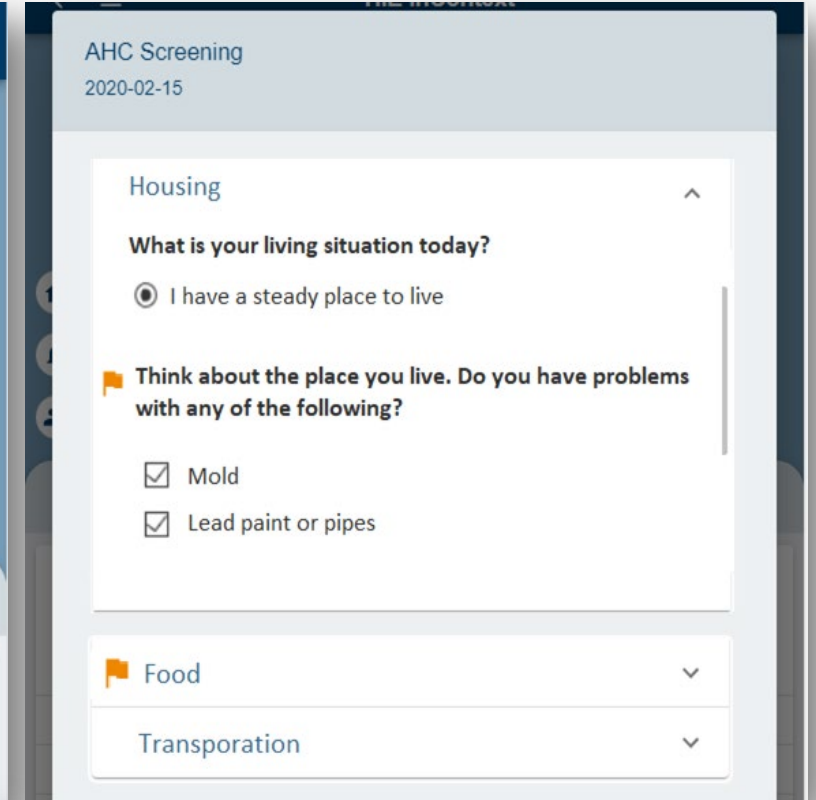 AHC Screening
2020-02-15
Housing
What is your living situation today?
I have a steady place to live
Think about the place you live. Do you have problems
with any of the following?
Mold
Lead paint or pipes
Food
Transporation